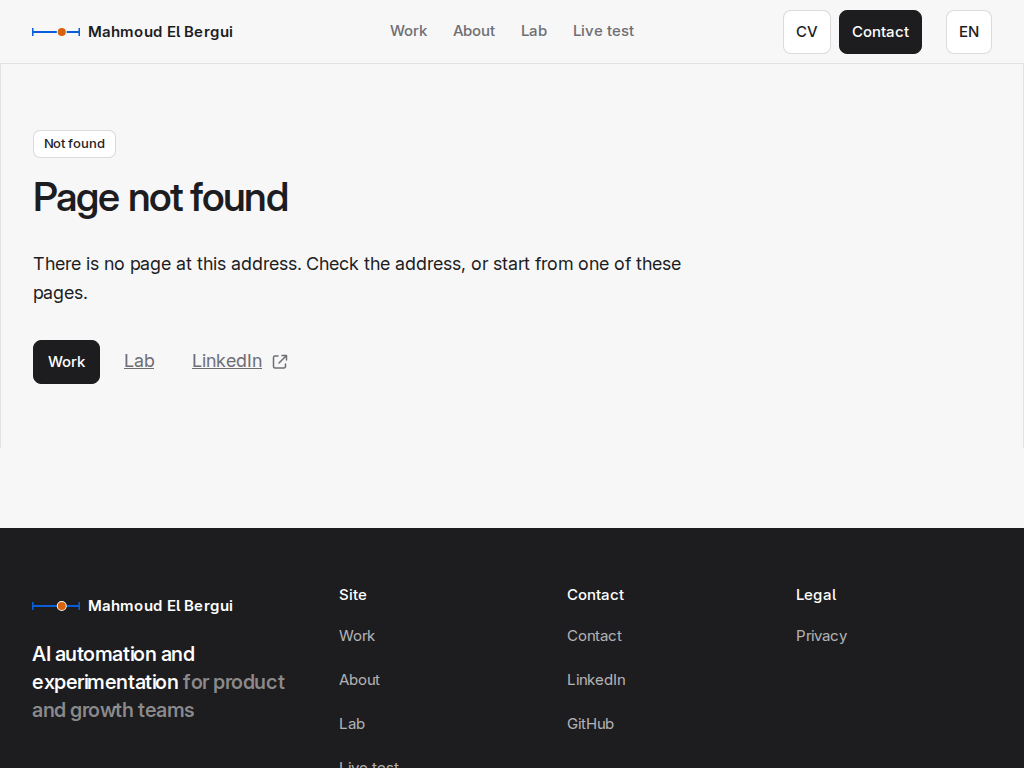 Mahmoud El Bergui
Work
About
Lab
Live test
CV
Contact
EN
Not found
Page not found
There is no page at this address. Check the address, or start from one of these
pages.
Work
Lab
LinkedIn
Mahmoud El Bergui
AI automation and
experimentation for product
and growth teams
Site
Work
About
Lab
Live test
Contact
Contact
LinkedIn
GitHub
Legal
Privacy